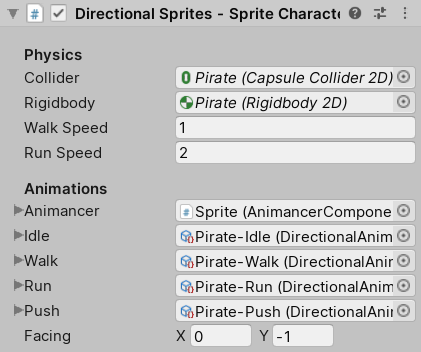 Directional Sprites - Sprite Characte
Physics
Collider Pirate (Capsule Collider 2D)
Rigidbody Pirate (Rigidbody 2D)
Walk Speed 1
Run Speed 2
Animations
Animancer Sprite (AnimancerCompone
Idle Pirate-Idle (DirectionalAnim
Walk Pirate-Walk (DirectionalAnir
Run Pirate-Run (DirectionalAnim
Push Pirate-Push (DirectionalAnir
Facing X 0 Y -1